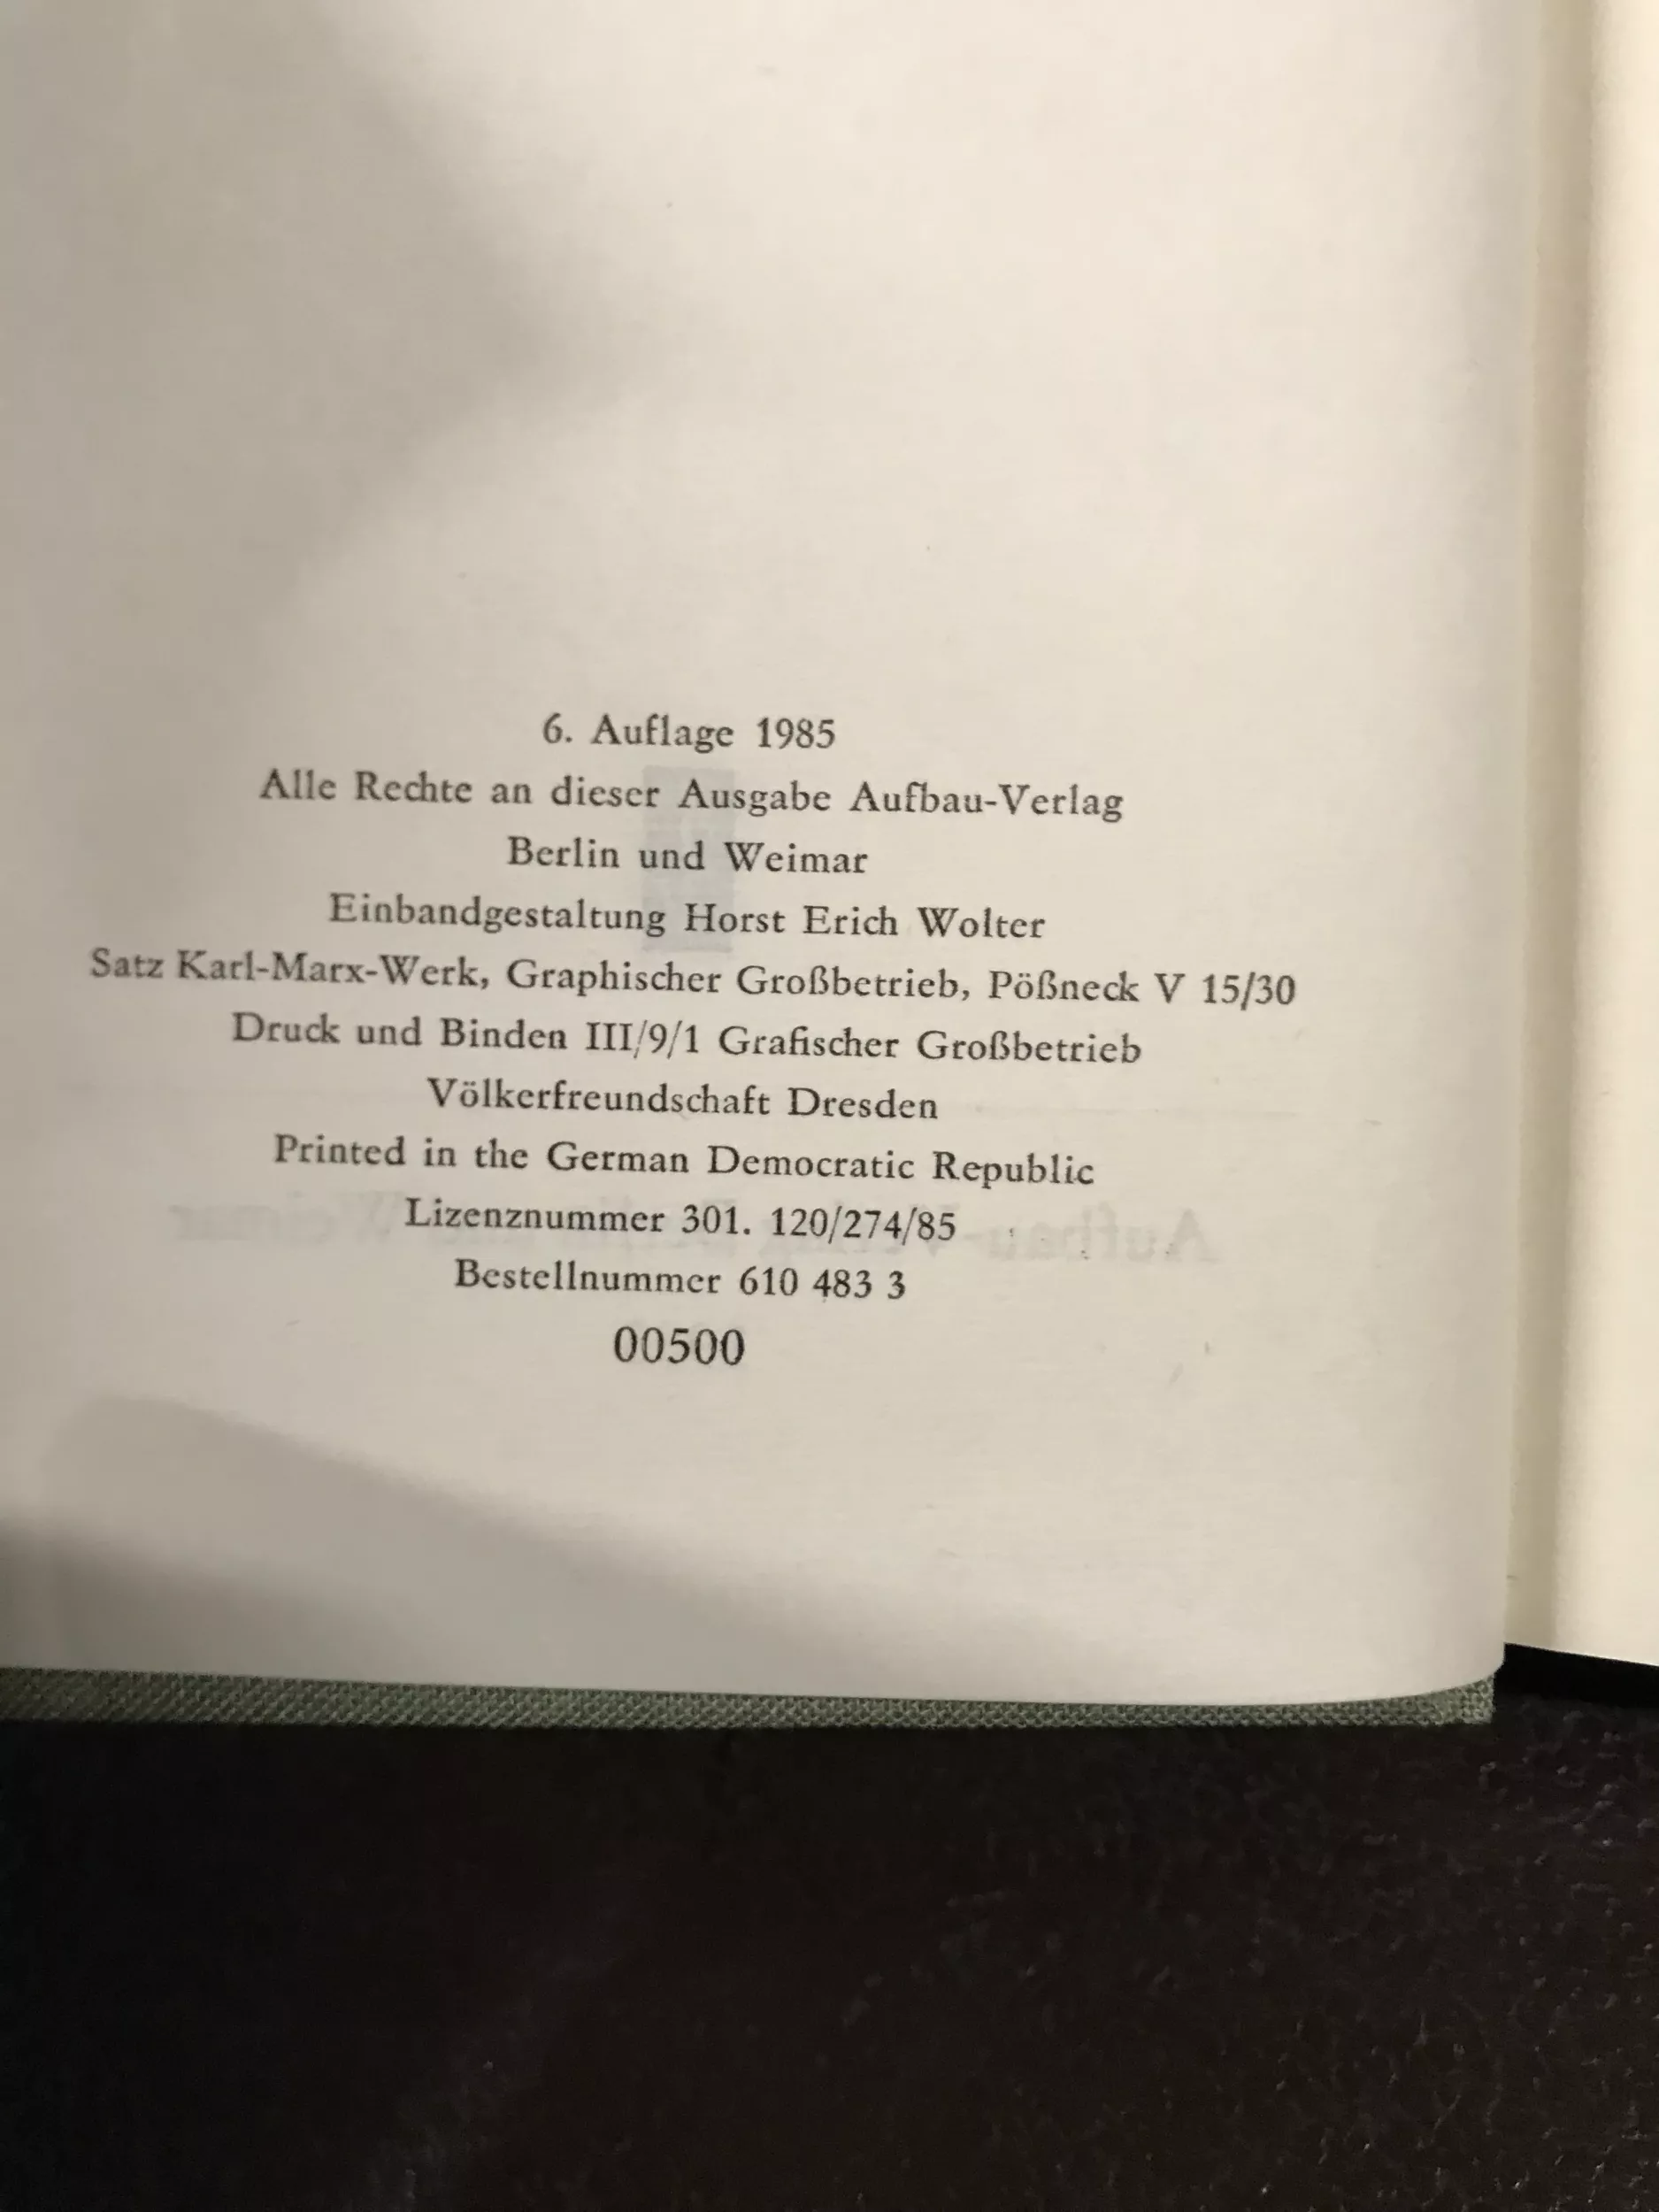 6. Auflage 1985
Alle Rechte an dieser Ausgabe Aufbau-Verlag
Berlin und Weimar
Einbandgestaltung Horst Erich Wolter
Satz Karl-Marx-Werk, Graphischer Großbetrieb, Pößneck V 15/30
Druck und Binden III/9/1 Grafischer Großbetrieb
Völkerfreundschaft Dresden
Printed in the German Democratic Republic
Lizenznummer 301. 120/274/85
Bestellnummer 610 483 3
00500